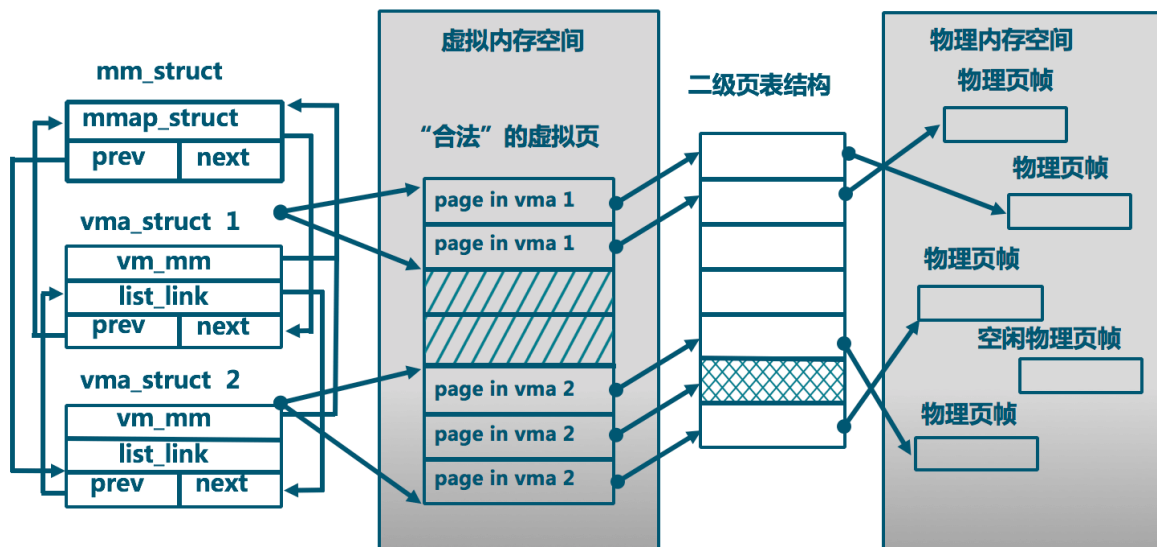 mm_struct
mmap_struct
prev
next
vma_struct 1
vm_mm
list_link
prev
next
vma_struct 2
vm_mm
list_link
prev
next
虚拟内存空间
“合法”的虚拟页
page in vma 1
page in vma 1
page in vma 2
page in vma 2
page in vma 2
二级页表结构
物理内存空间
物理页帧
物理页帧
物理页帧
空闲物理页帧
物理页帧